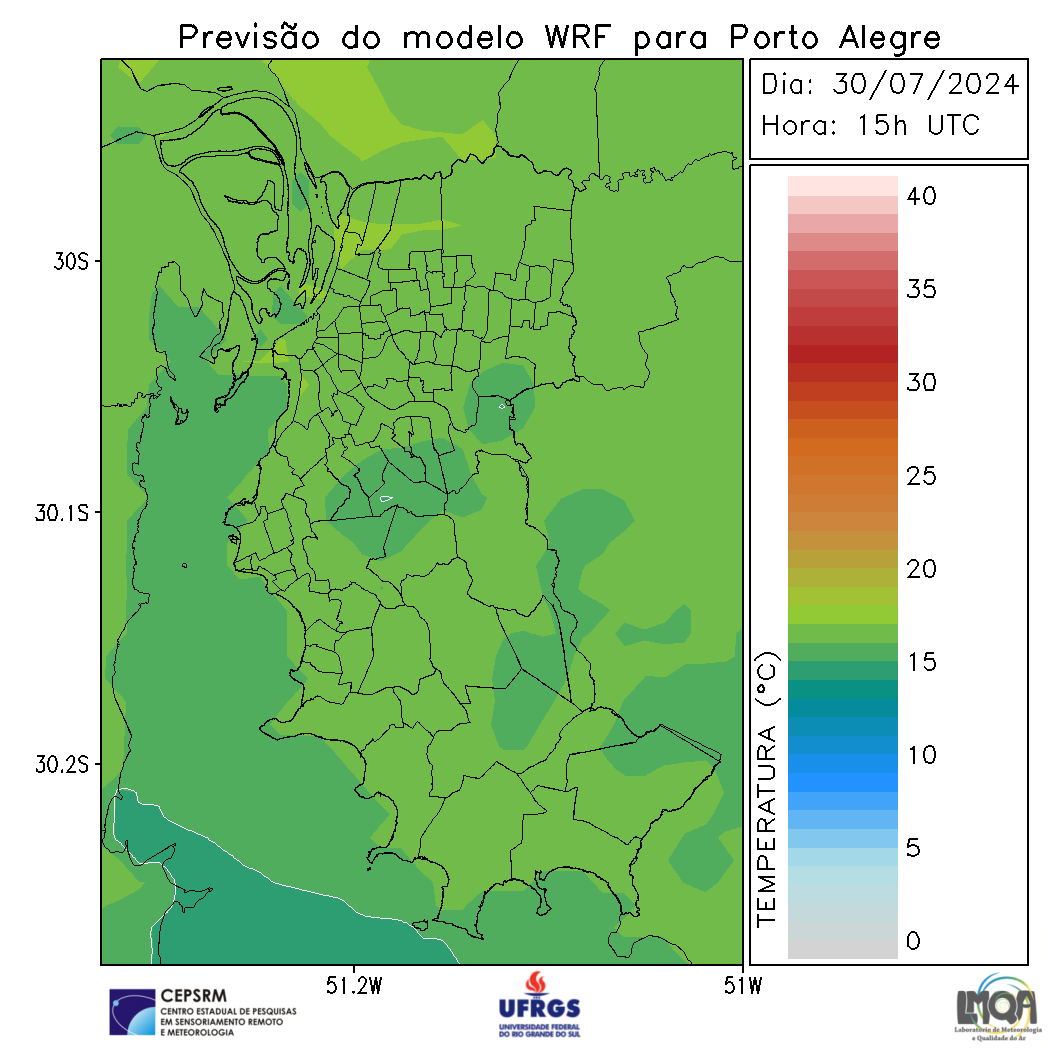 Previsão do modelo WRF para Porto Alegre
Dia: 30/07/2024
Hora: 15h UTC
30S
30.1S
30.2S
51.2W
51W
TEMPERATURA (°C)
40
35
30
25
20
15
10
5
0
CEPSRM
CENTRO ESTADUAL DE PESQUISAS
EM SENSORIAMENTO REMOTO
E METEOROLOGIA
UFRGS
UNIVERSIDADE FEDERAL
DO RIO GRANDE DO SUL
LMQA
Laboratório de Meteorologia
e Qualidade do Ar